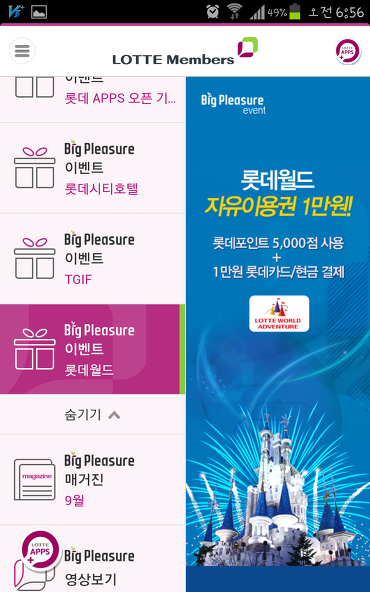 49% 오전 6:56
LOTTE Members
LOTTE APPS
이벤트
롯데 APPS 오픈 기...
Big Pleasure
이벤트
롯데시티호텔
Big Pleasure
이벤트
TGIF
Big Pleasure
이벤트
롯데월드
숨기기
magazine
Big Pleasure
매거진
9월
LOTTE APPS
Big Pleasure
영상보기
Big Pleasure
event
롯데월드
자유이용권 1만원!
롯데포인트 5,000점 사용
+
1만원 롯데카드/현금 결제
LOTTE WORLD
ADVENTURE